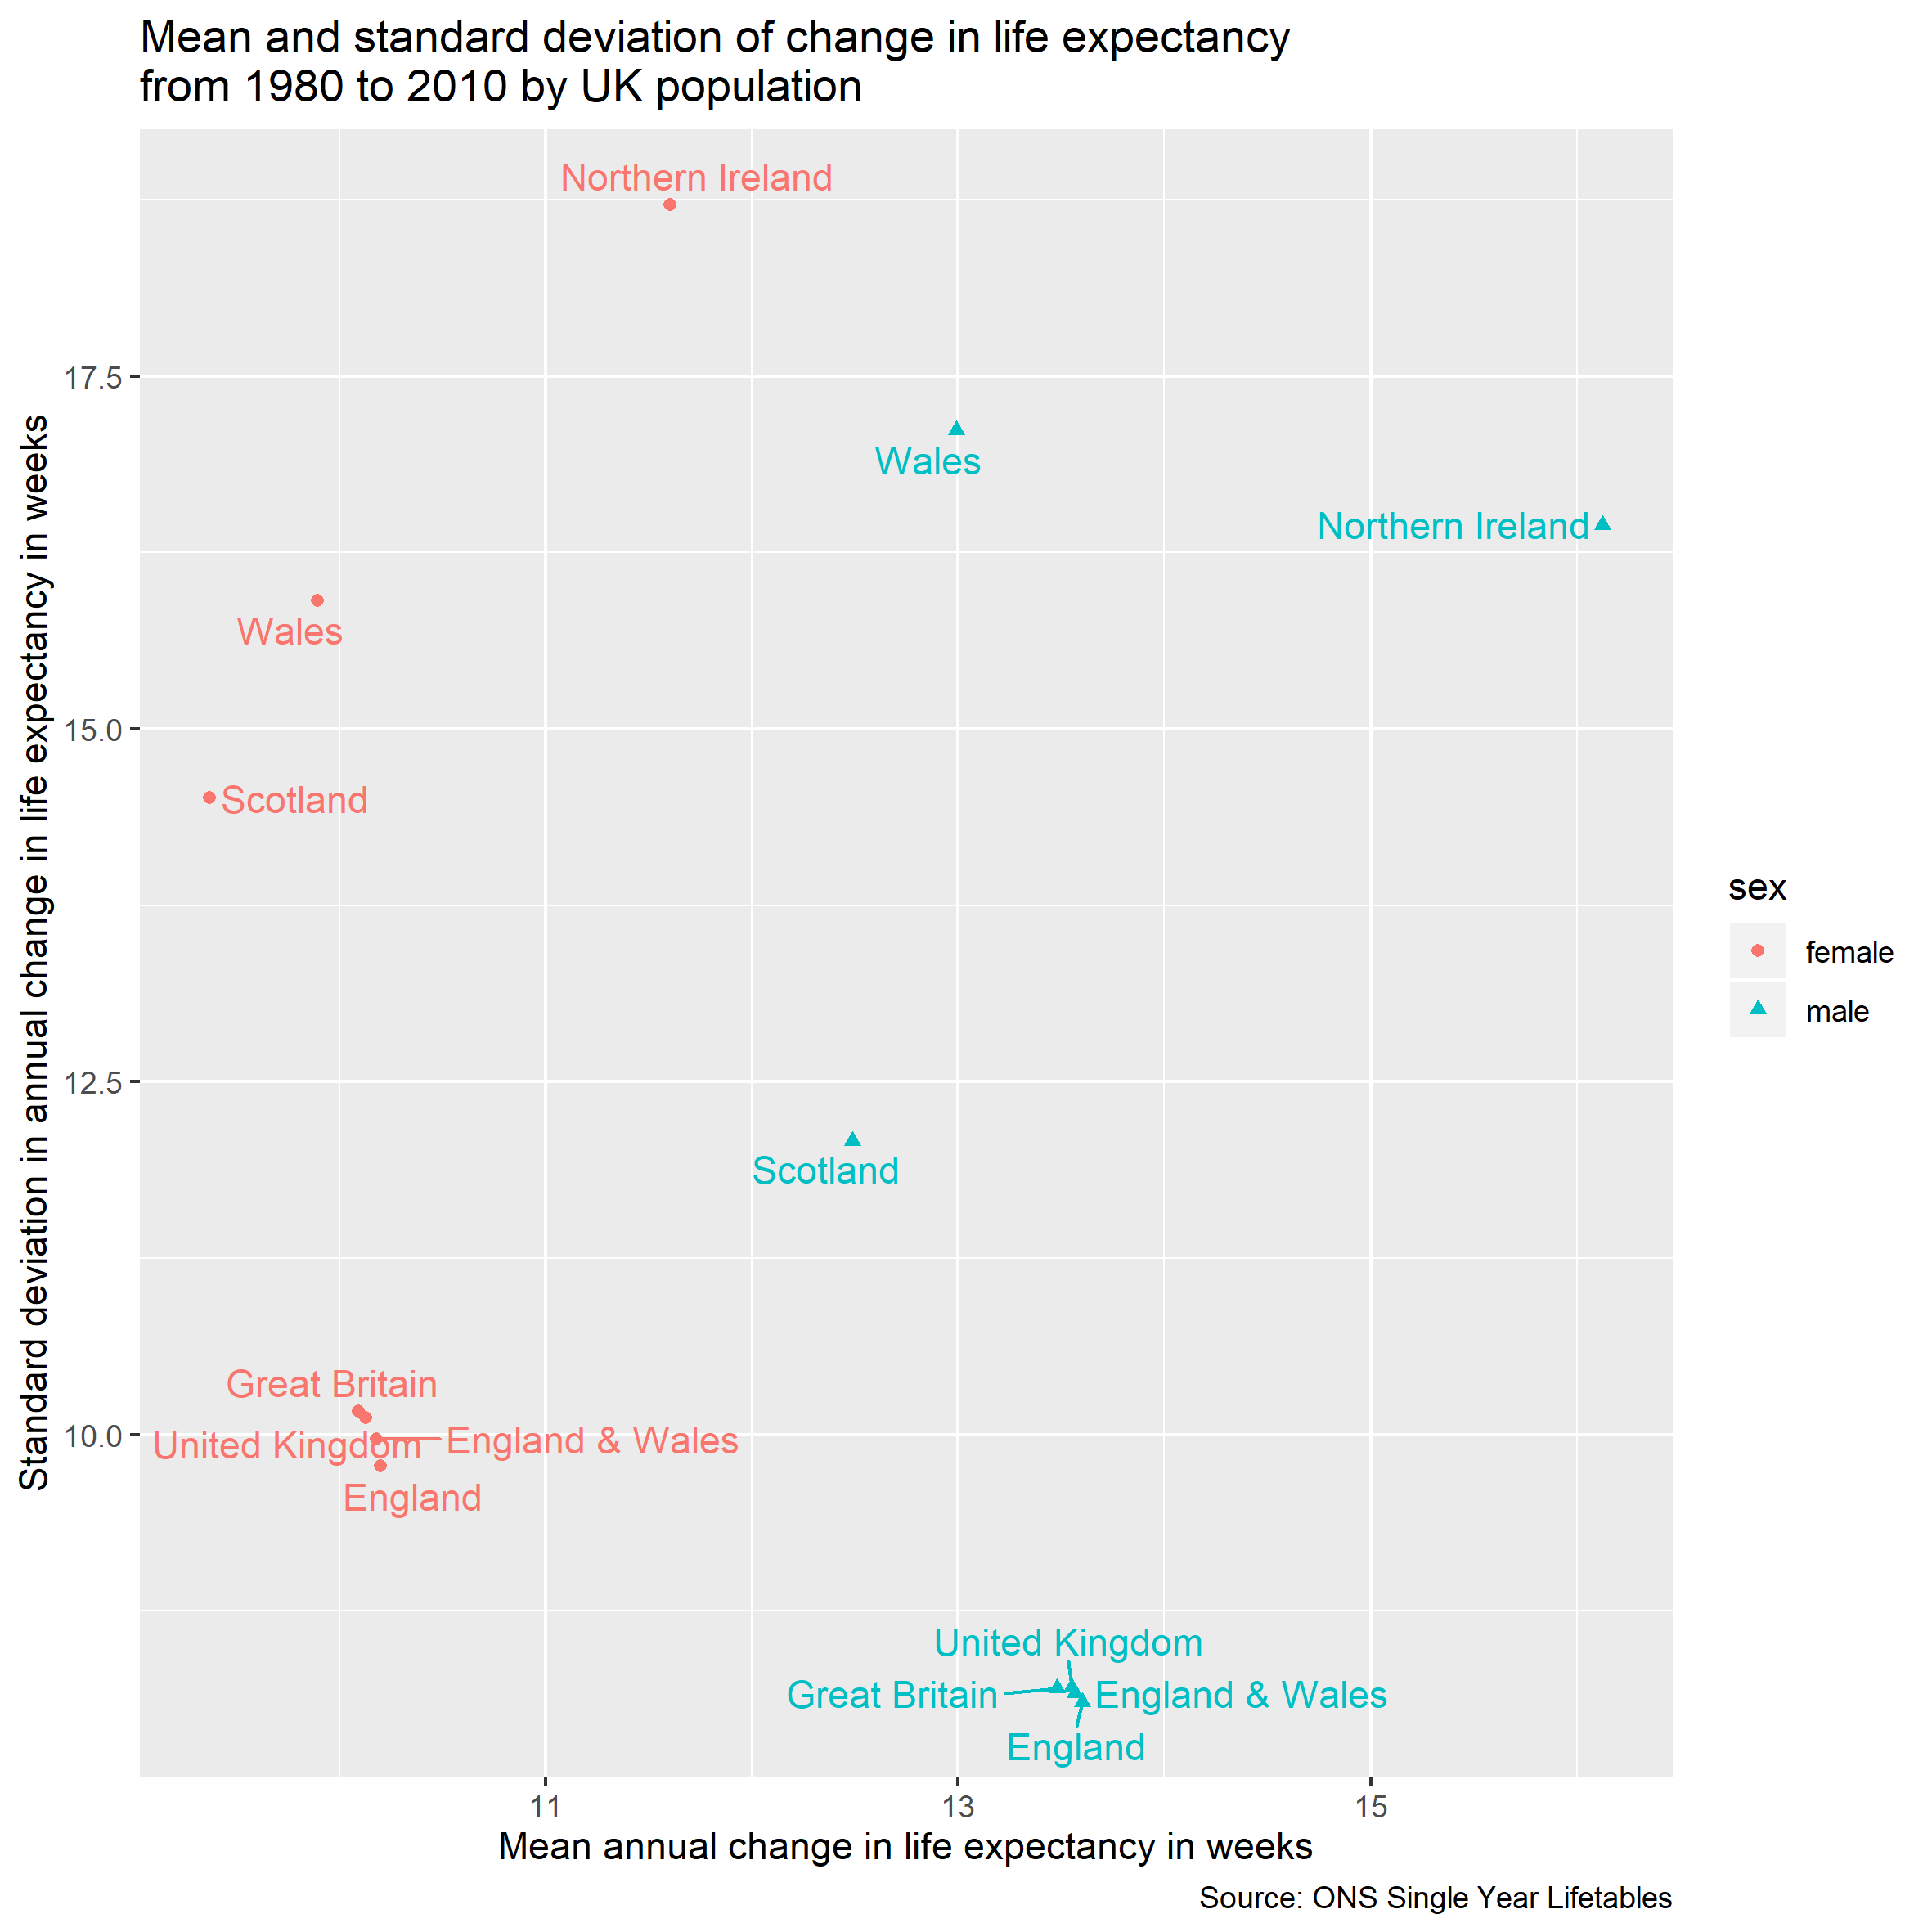 Mean and standard deviation of change in life expectancy
from 1980 to 2010 by UK population
Standard deviation in annual change in life expectancy in weeks
17.5
15.0
12.5
10.0
Northern Ireland
Wales
Northern Ireland
Wales
Scotland
Scotland
Great Britain
United Kingdom
England & Wales
England
United Kingdom
Great Britain
England & Wales
England
11
13
15
Mean annual change in life expectancy in weeks
sex
female
male
Source: ONS Single Year Lifetables